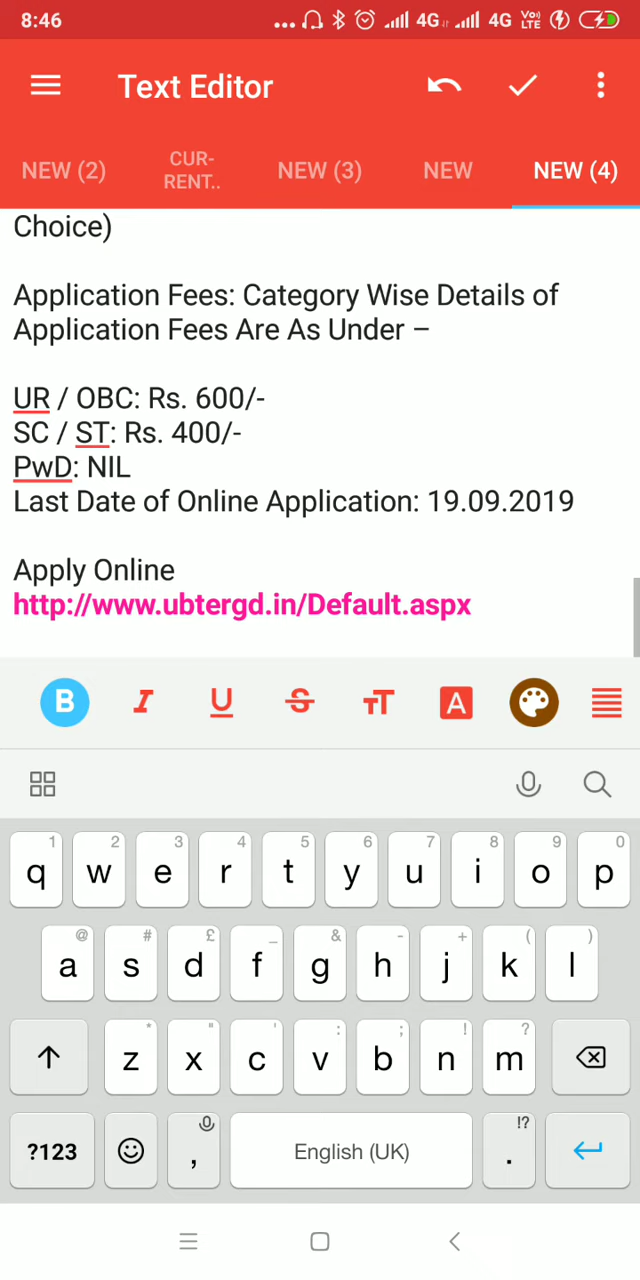 8:46
4G 4G Vo) LTE
Text Editor
NEW (2) CUR-RENT.. NEW (3) NEW NEW (4)
Choice)
Application Fees: Category Wise Details of
Application Fees Are As Under –
UR / OBC: Rs. 600/-
SC / ST: Rs. 400/-
PwD: NIL
Last Date of Online Application: 19.09.2019
Apply Online
http://www.ubtergd.in/Default.aspx
B I U S TT A
1 2 3 4 5 6 7 8 9 0
q w e r t y u i o p
@ # £ _ & - + ( )
a s d f g h j k l
* " ' : ; ! ?
z x c v b n m
!?
?123 , English (UK) .